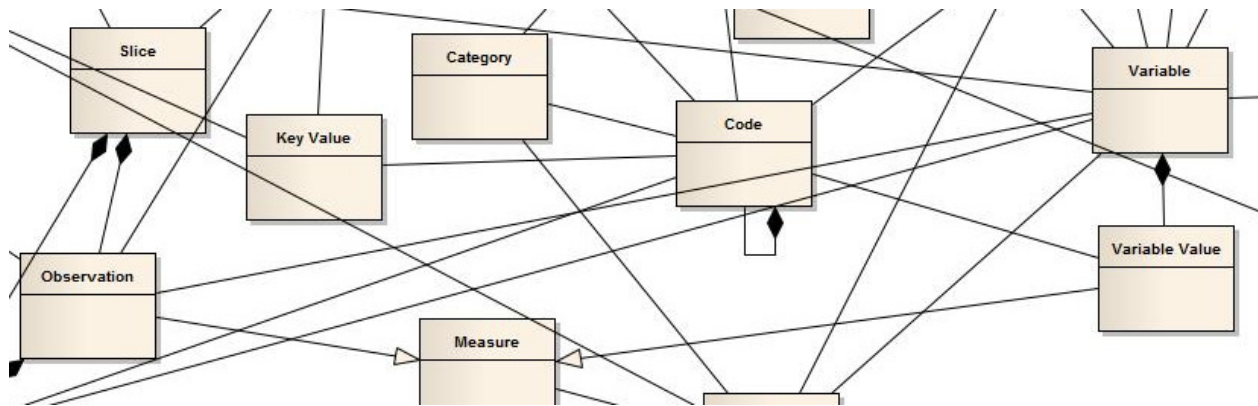 Slice
Category
Variable
Key Value
Code
Observation
Variable Value
Measure